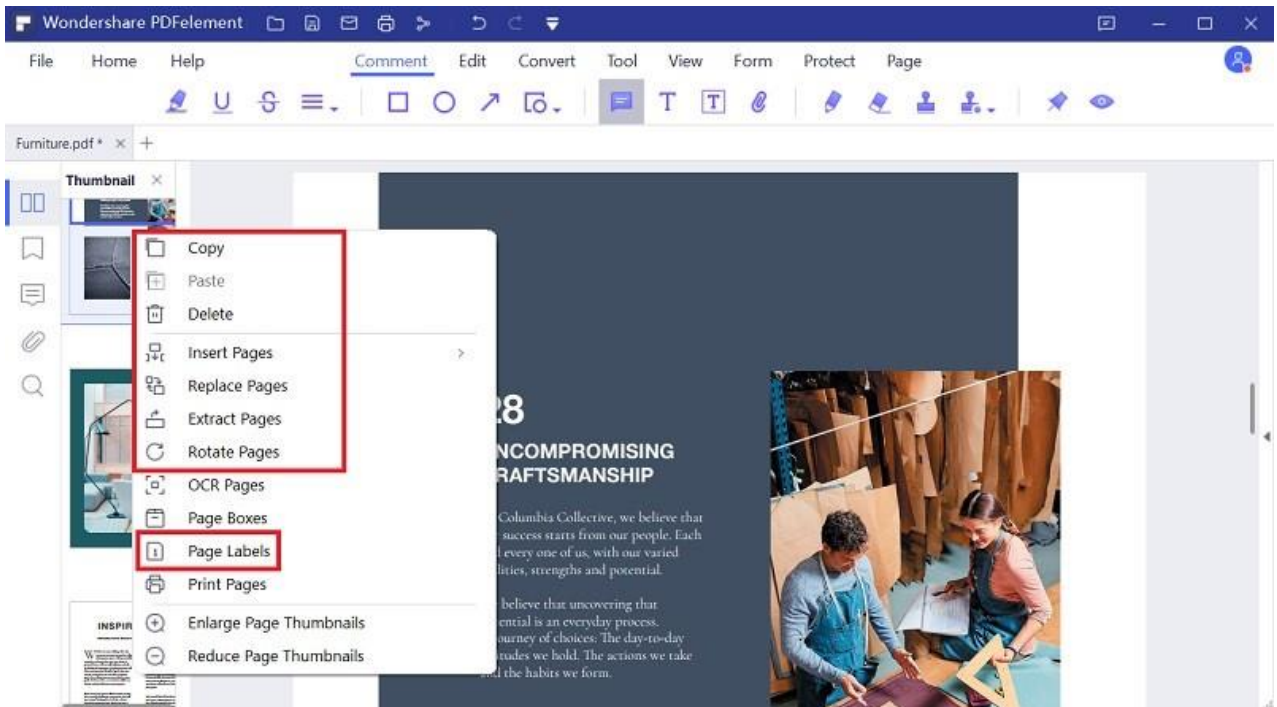 Wondershare PDFelement
File Home Help Comment Edit Convert Tool View Form Protect Page
Furniture.pdf * × +
Thumbnail ×
Copy
Paste
Delete
Insert Pages
Replace Pages
Extract Pages
Rotate Pages
OCR Pages
Page Boxes
Page Labels
Print Pages
Enlarge Page Thumbnails
Reduce Page Thumbnails
INSPIR
28
NCOMPROMISING
RAFTSMANSHIP
Columbia Collective, we believe that
success starts from our people. Each
every one of us, with our varied
lities, strengths and potential.
believe that uncovering that
ential is an everyday process.
ourney of choices: The day-to-day
tudes we hold. The actions we take
and the habits we form.